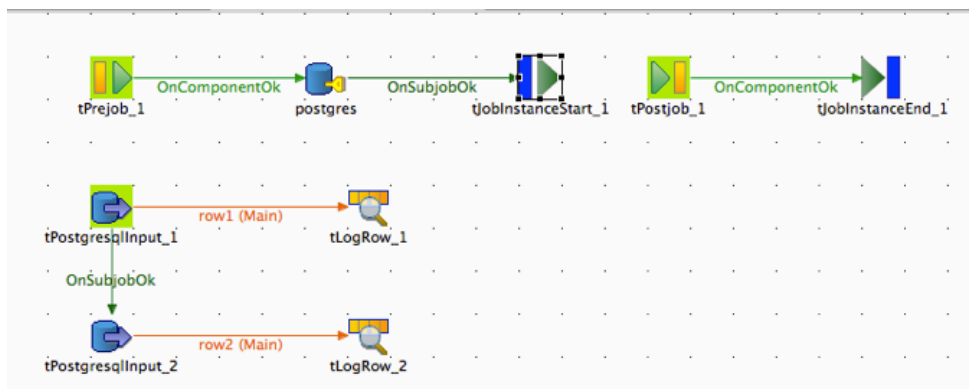 OnComponentOk
OnSubjobOk
OnComponentOk
tPrejob_1
postgres
tJobInstanceStart_1
tPostjob_1
tJobInstanceEnd_1
row1 (Main)
tPostgresqlInput_1
tLogRow_1
OnSubjobOk
row2 (Main)
tPostgresqlInput_2
tLogRow_2